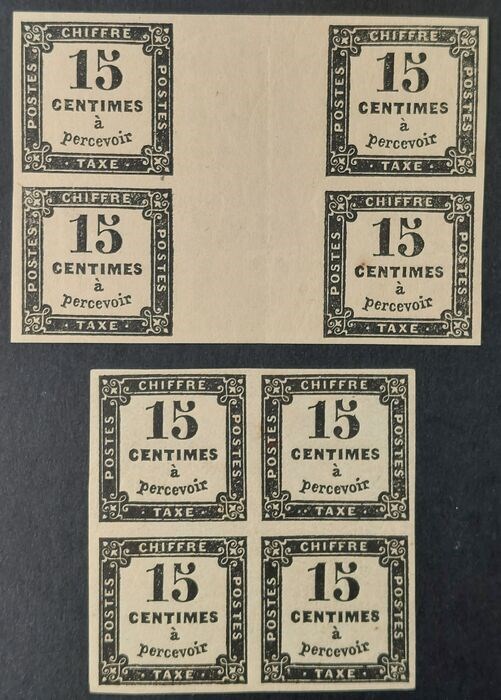 CHIFFRE
POSTES 15 POSTES
CENTIMES
à
percevoir
TAXE
CHIFFRE
POSTES 15 POSTES
CENTIMES
à
percevoir
TAXE
CHIFFRE
POSTES 15 POSTES
CENTIMES
à
percevoir
TAXE
CHIFFRE
POSTES 15 POSTES
CENTIMES
à
percevoir
TAXE
CHIFFRE
POSTES 15 POSTES
CENTIMES
à
percevoir
TAXE
CHIFFRE
POSTES 15 POSTES
CENTIMES
à
percevoir
TAXE
CHIFFRE
POSTES 15 POSTES
CENTIMES
à
percevoir
TAXE
CHIFFRE
POSTES 15 POSTES
CENTIMES
à
percevoir
TAXE